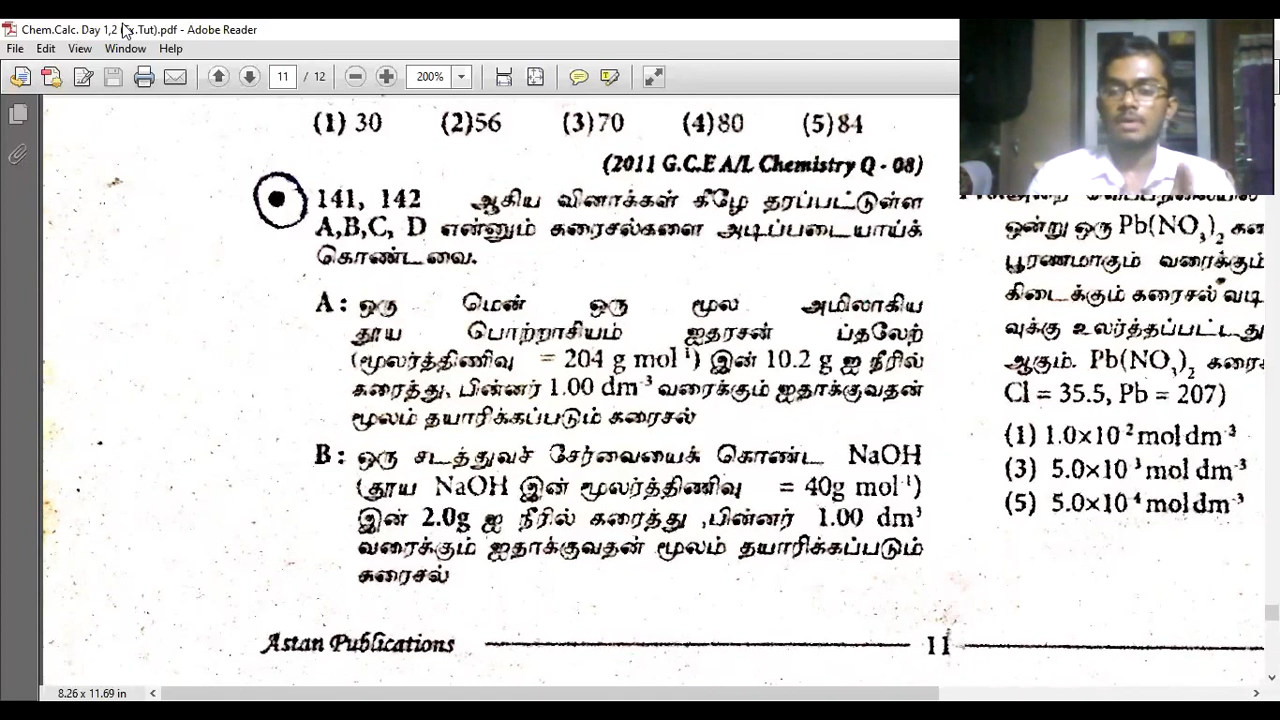 Chem.Calc. Day 1,2 (Ex.Tut).pdf - Adobe Reader
File Edit View Window Help
11 / 12 200%
(1) 30 (2)56 (3)70 (4)80 (5)84
(2011 G.C.E A/L Chemistry Q - 08)
141, 142 ஆகிய வினாக்கள் கீழே தரப்பட்டுள்ள
A,B,C, D என்னும் கரைசல்களை அடிப்படையாய்க்
கொண்டவை.
A : ஒரு மென் ஒரு மூல அமிலாகிய
தூய பொற்றாசியம் ஐதரசன் ப்தலேற்
(மூலர்த்திணிவு = 204 g mol⁻¹) இன் 10.2 g ஐ நீரில்
கரைத்து, பின்னர் 1.00 dm⁻³ வரைக்கும் ஐதாக்குவதன்
மூலம் தயாரிக்கப்படும் கரைசல்
B : ஒரு சடத்துவச் சேர்வையைக் கொண்ட NaOH
(தூய NaOH இன் மூலர்த்திணிவு = 40g mol⁻¹)
இன் 2.0g ஐ நீரில் கரைத்து ,பின்னர் 1.00 dm³
வரைக்கும் ஐதாக்குவதன் மூலம் தயாரிக்கப்படும்
கரைசல்
Astan Publications 11
ஒன்று ஒரு Pb(NO₃)₂
பூரணமாகும் வரைக்கும்
கிடைக்கும் கரைசல்
வுக்கு உலர்த்தப்பட்டது
ஆகும். Pb(NO₃)₂
Cl = 35.5, Pb = 207)
(1) 1.0×10⁻² mol dm⁻³
(3) 5.0×10⁻³ mol dm⁻³
(5) 5.0×10⁻⁴ mol dm⁻³
8.26 x 11.69 in